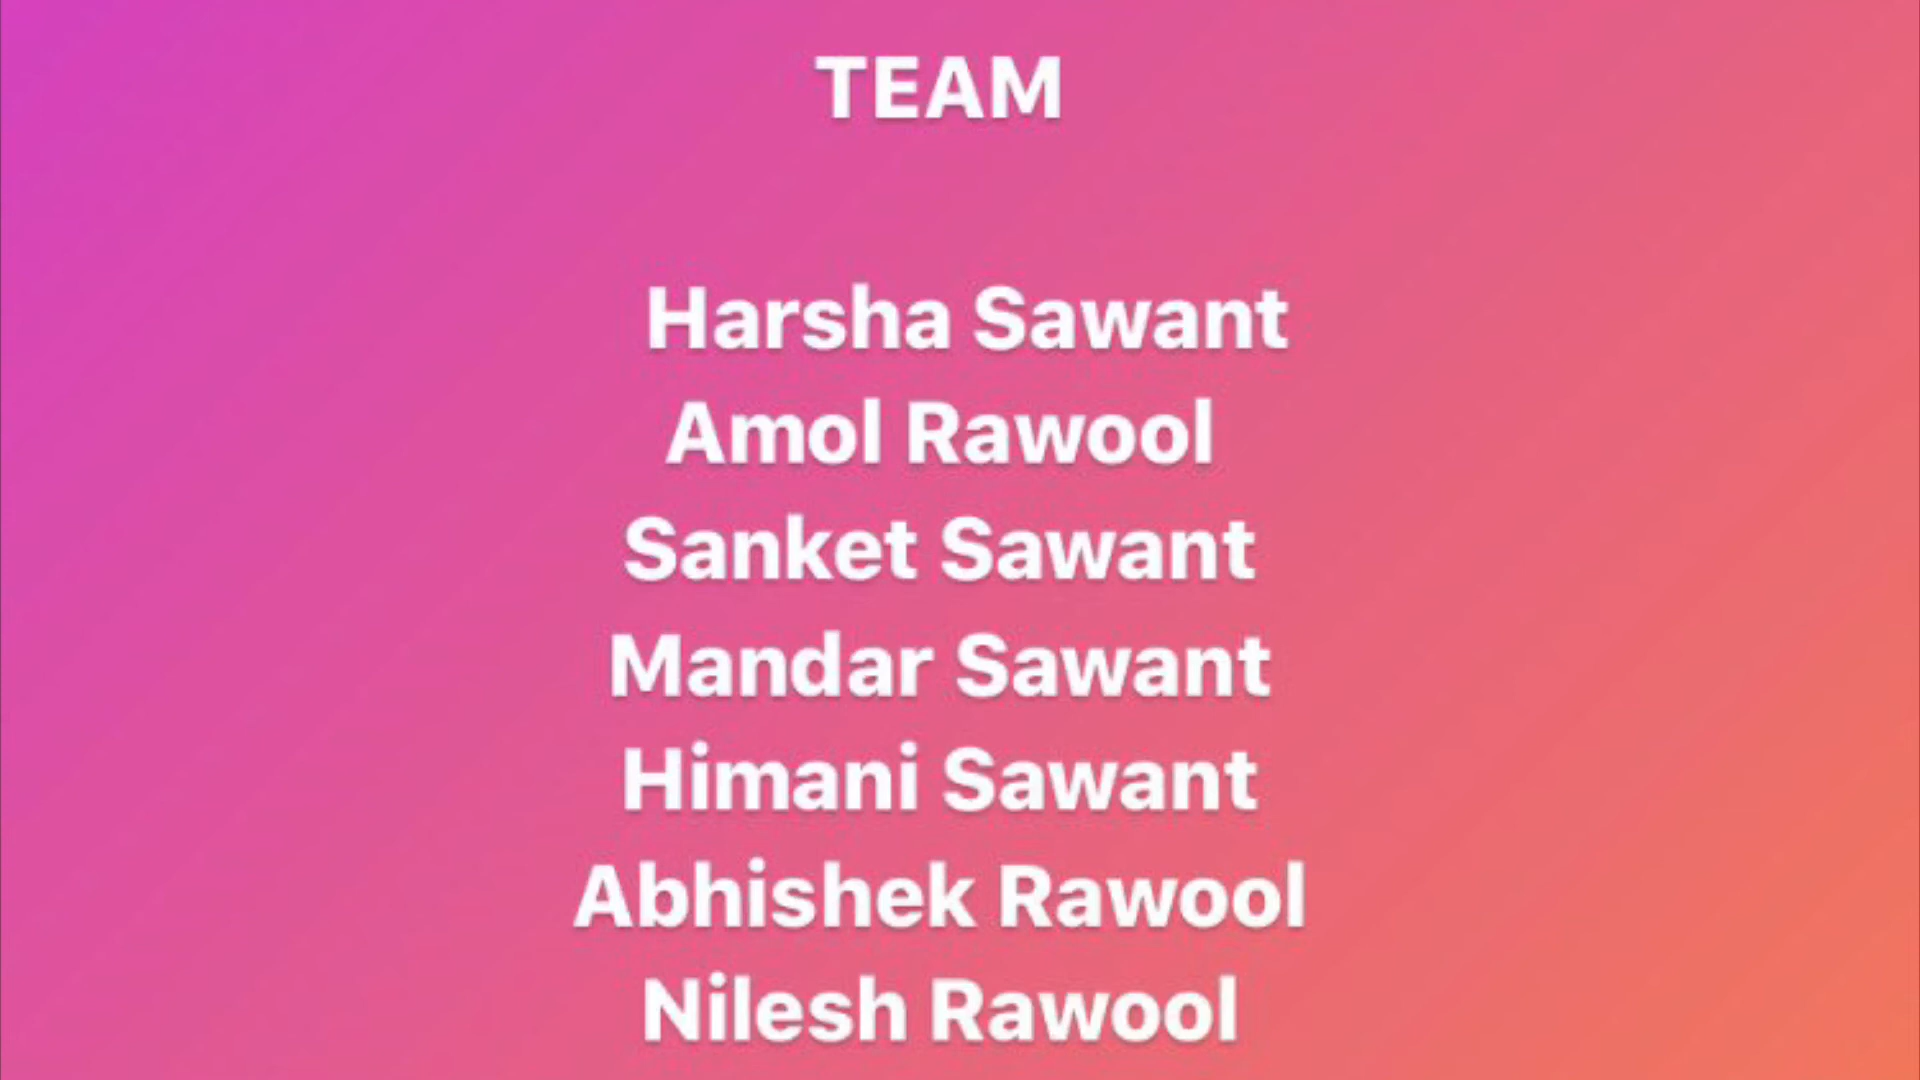 TEAM
Harsha Sawant
Amol Rawool
Sanket Sawant
Mandar Sawant
Himani Sawant
Abhishek Rawool
Nilesh Rawool